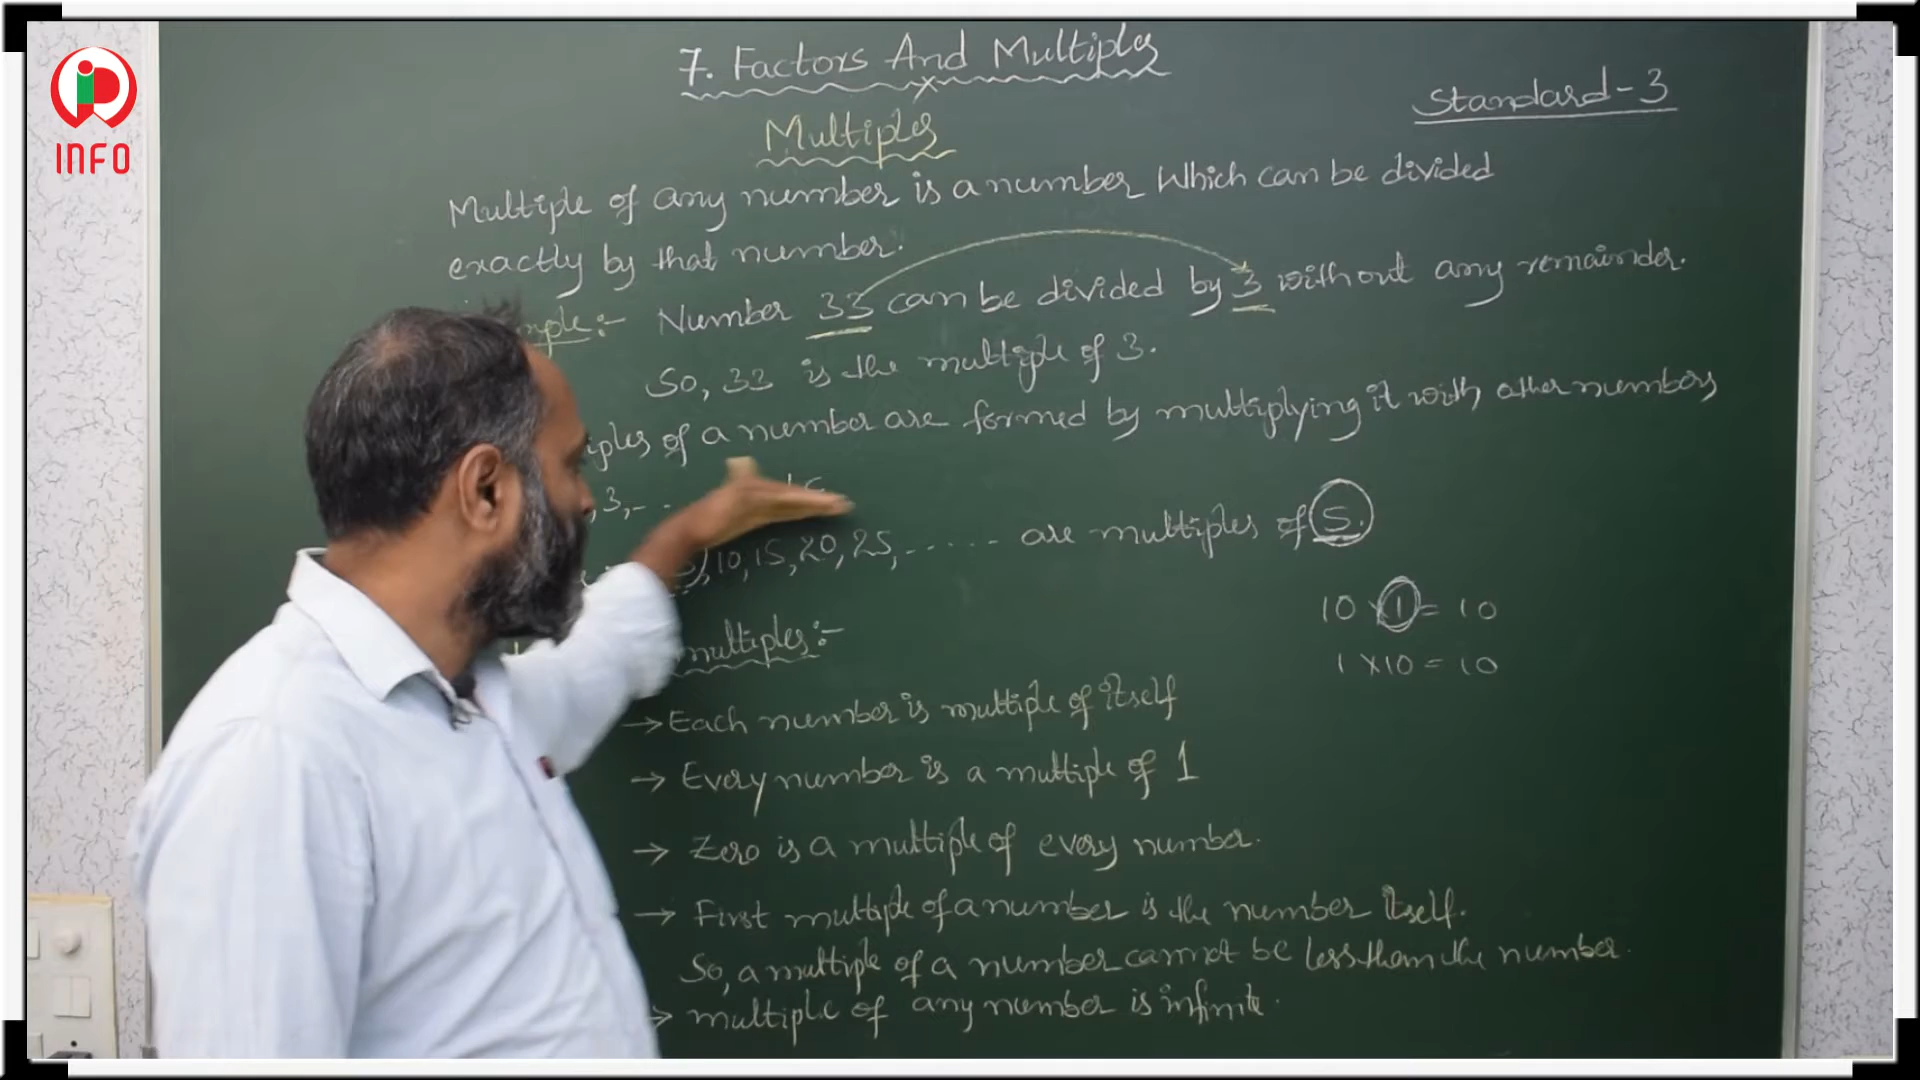 INFO
7. Factors And Multiples
Standard-3
Multiples
Multiple of any number is a number which can be divided
exactly by that number.
mple:- Number 33 can be divided by 3 without any remainder.
So, 33 is the multiple of 3.
iples of a number are formed by multiplying it with other numbers
,3,-..
10,15,20,25,...... are multiples of 5.
10 × 1 = 10
1 × 10 = 10
multiples:-
→ Each number is multiple of itself
→ Every number is a multiple of 1
→ Zero is a multiple of every number.
→ First multiple of a number is the number itself.
So, a multiple of a number cannot be less than the number.
→ multiple of any number is infinite.